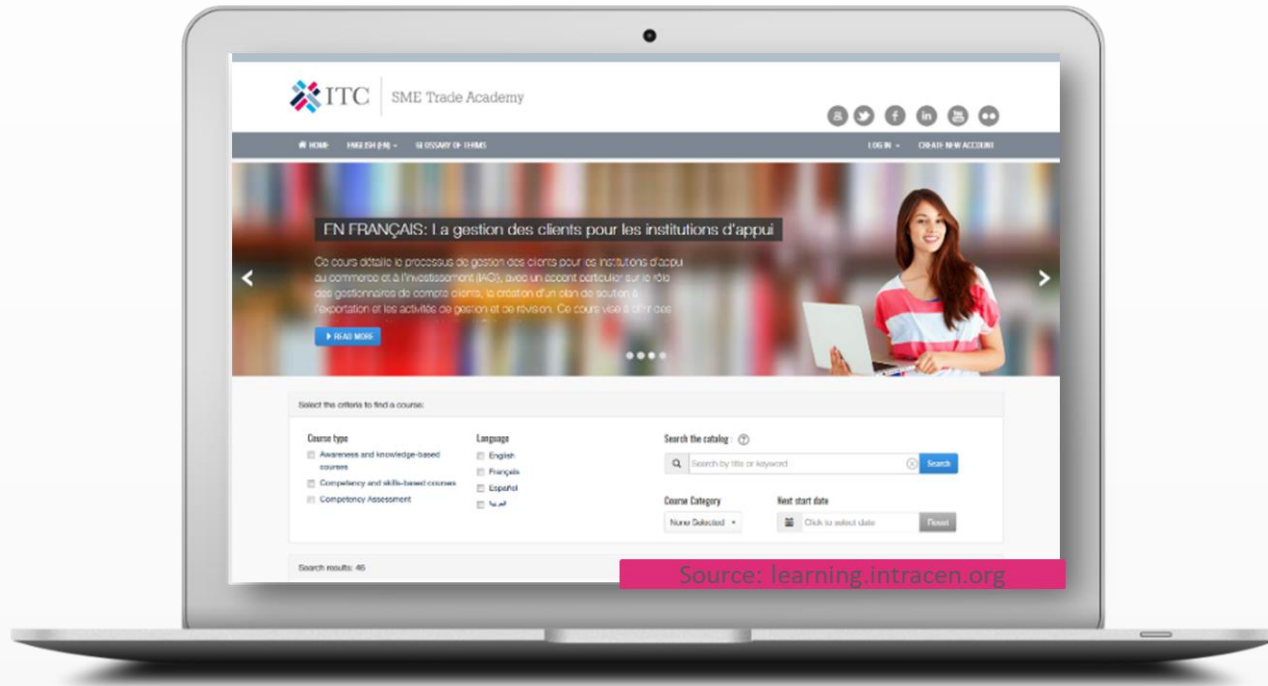 ITC
SME Trade Academy
HOME ENGLISH (EN) GLOSSARY OF TERMS LOG IN CREATE NEW ACCOUNT
EN FRANÇAIS: La gestion des clients pour les institutions d'appui
Ce cours détaille le processus de gestion des clients pour les institutions d'appui
au commerce et à l'investissement (IACI), avec un accent particulier sur le rôle
des gestionnaires de compte clients, la création d'un plan de soutien à
l'exportation et les activités de gestion et de révision. Ce cours vise à offrir des
READ MORE
Select the criteria to find a course:
Course type
Awareness and knowledge-based
courses
Competency and skills-based courses
Competency Assessment
Language
English
Français
Español
العربية
Search the catalog: ?
Search by title or keyword Search
Course Category
None Selected
Next start date
Click to select date Reset
Search results: 46
Source: learning.intracen.org